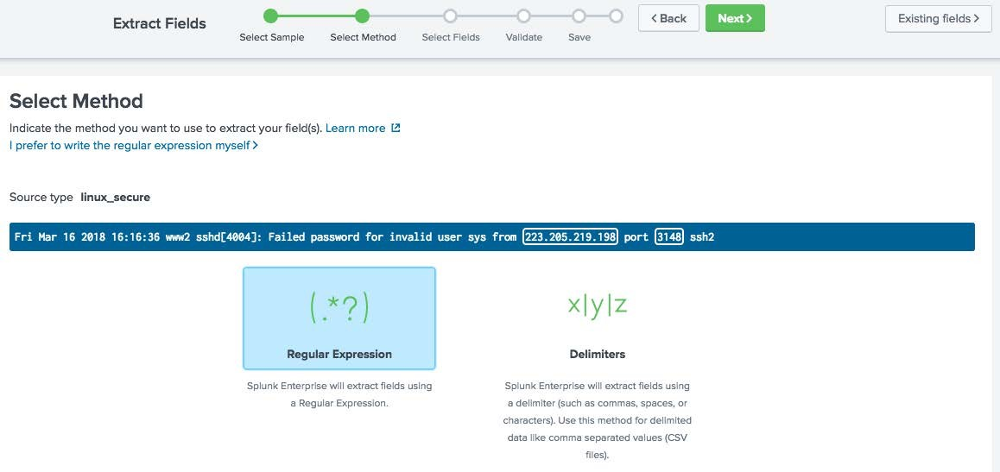 Extract Fields
Select Sample
Select Method
Select Fields
Validate
Save
< Back
Next >
Existing fields >
Select Method
Indicate the method you want to use to extract your field(s). Learn more
I prefer to write the regular expression myself >
Source type linux_secure
Fri Mar 16 2018 16:16:36 www2 sshd[4004]: Failed password for invalid user sys from 223.205.219.198 port 3148 ssh2
(.*?)
Regular Expression
Splunk Enterprise will extract fields using
a Regular Expression.
x|y|z
Delimiters
Splunk Enterprise will extract fields using
a delimiter (such as commas, spaces, or
characters). Use this method for delimited
data like comma separated values (CSV
files).